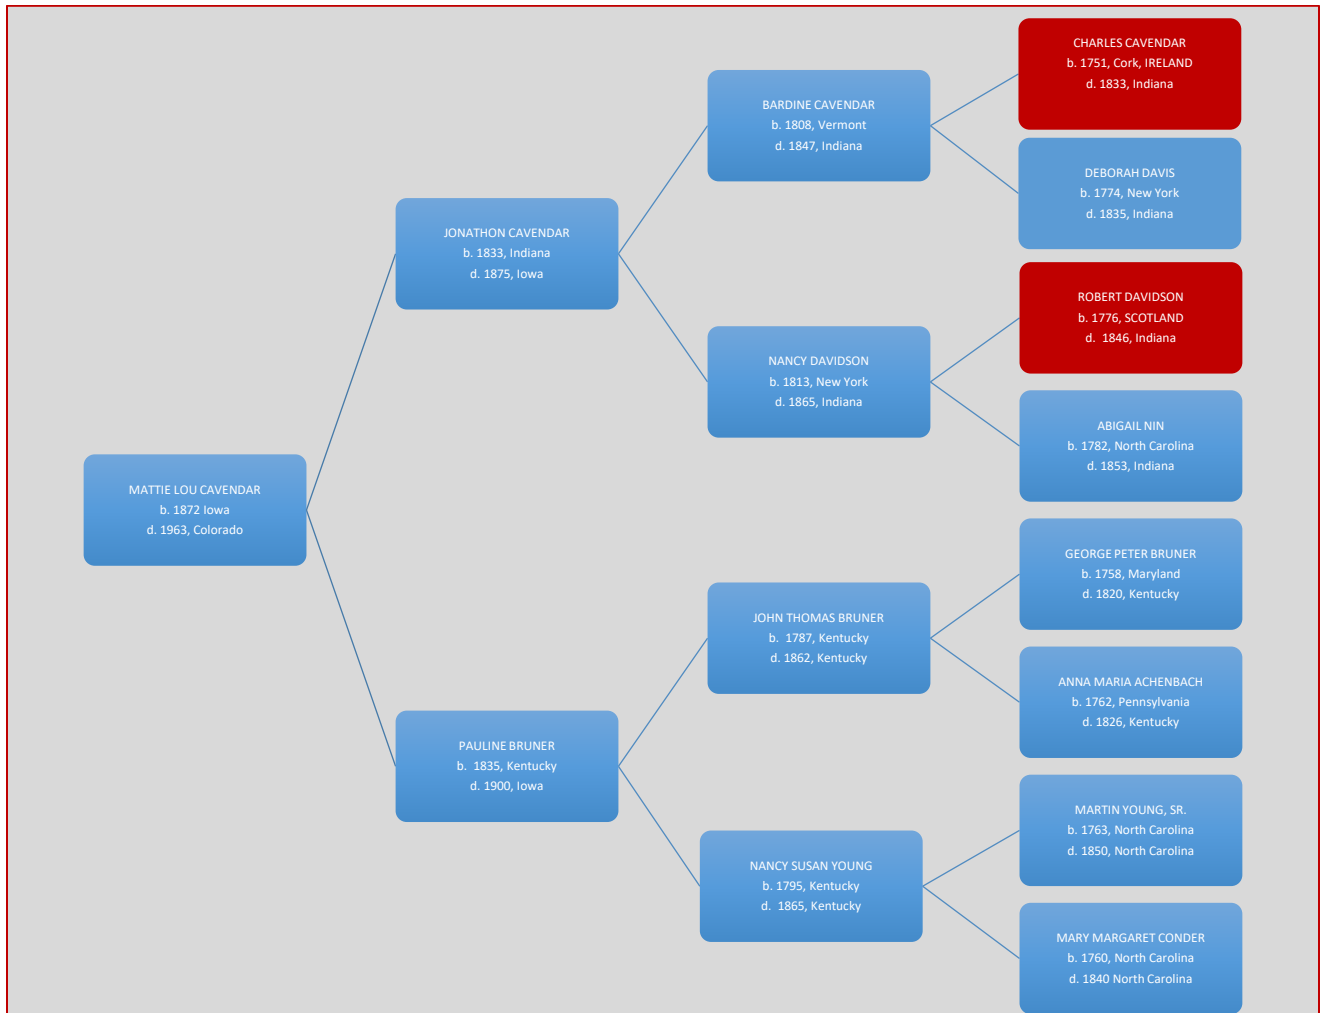 CHARLES CAVENDAR
b. 1751, Cork, IRELAND
d. 1833, Indiana
BARDINE CAVENDAR
b. 1808, Vermont
d. 1847, Indiana
DEBORAH DAVIS
b. 1774, New York
d. 1835, Indiana
JONATHON CAVENDAR
b. 1833, Indiana
d. 1875, Iowa
ROBERT DAVIDSON
b. 1776, SCOTLAND
d.  1846, Indiana
NANCY DAVIDSON
b. 1813, New York
d. 1865, Indiana
ABIGAIL NIN
b. 1782, North Carolina
d. 1853, Indiana
MATTIE LOU CAVENDAR
b. 1872 Iowa
d. 1963, Colorado
GEORGE PETER BRUNER
b. 1758, Maryland
d. 1820, Kentucky
JOHN THOMAS BRUNER
b.  1787, Kentucky
d. 1862, Kentucky
ANNA MARIA ACHENBACH
b. 1762, Pennsylvania
d. 1826, Kentucky
PAULINE BRUNER
b.  1835, Kentucky
d. 1900, Iowa
MARTIN YOUNG, SR.
b. 1763, North Carolina
d. 1850, North Carolina
NANCY SUSAN YOUNG
b. 1795, Kentucky
d.  1865, Kentucky
MARY MARGARET CONDER
b. 1760, North Carolina
d. 1840 North Carolina